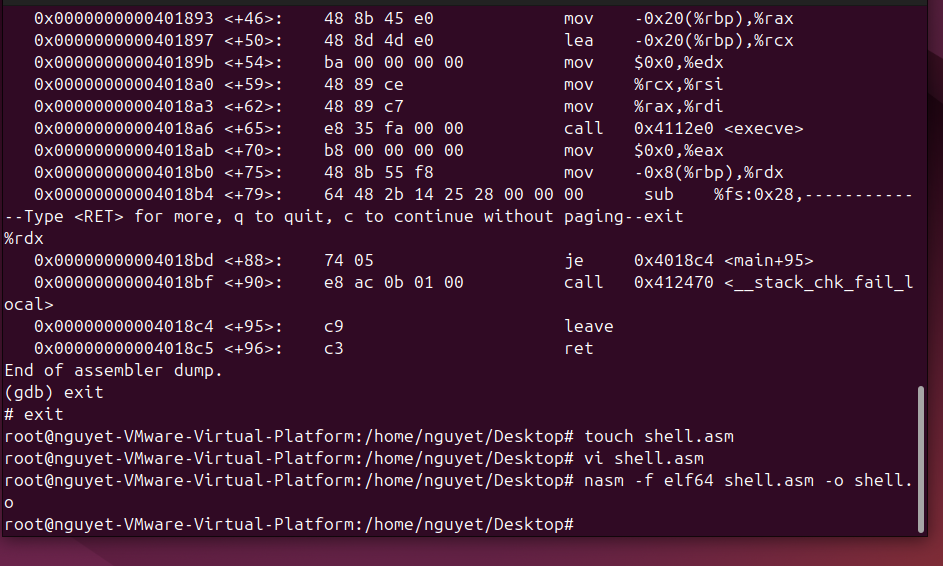 0x0000000000401893 <+46>:    48 8b 45 e0             mov    -0x20(%rbp),%rax
0x0000000000401897 <+50>:    48 8d 4d e0             lea    -0x20(%rbp),%rcx
0x000000000040189b <+54>:    ba 00 00 00 00          mov    $0x0,%edx
0x00000000004018a0 <+59>:    48 89 ce                mov    %rcx,%rsi
0x00000000004018a3 <+62>:    48 89 c7                mov    %rax,%rdi
0x00000000004018a6 <+65>:    e8 35 fa 00 00          call   0x4112e0 <execve>
0x00000000004018ab <+70>:    b8 00 00 00 00          mov    $0x0,%eax
0x00000000004018b0 <+75>:    48 8b 55 f8             mov    -0x8(%rbp),%rdx
0x00000000004018b4 <+79>:    64 48 2b 14 25 28 00 00 00      sub    %fs:0x28,------------
--Type <RET> for more, q to quit, c to continue without paging--exit
%rdx
0x00000000004018bd <+88>:    74 05                   je     0x4018c4 <main+95>
0x00000000004018bf <+90>:    e8 ac 0b 01 00          call   0x412470 <__stack_chk_fail_l
ocal>
0x00000000004018c4 <+95>:    c9                      leave
0x00000000004018c5 <+96>:    c3                      ret
End of assembler dump.
(gdb) exit
# exit
root@nguyet-VMware-Virtual-Platform:/home/nguyet/Desktop# touch shell.asm
root@nguyet-VMware-Virtual-Platform:/home/nguyet/Desktop# vi shell.asm
root@nguyet-VMware-Virtual-Platform:/home/nguyet/Desktop# nasm -f elf64 shell.asm -o shell.
o
root@nguyet-VMware-Virtual-Platform:/home/nguyet/Desktop#